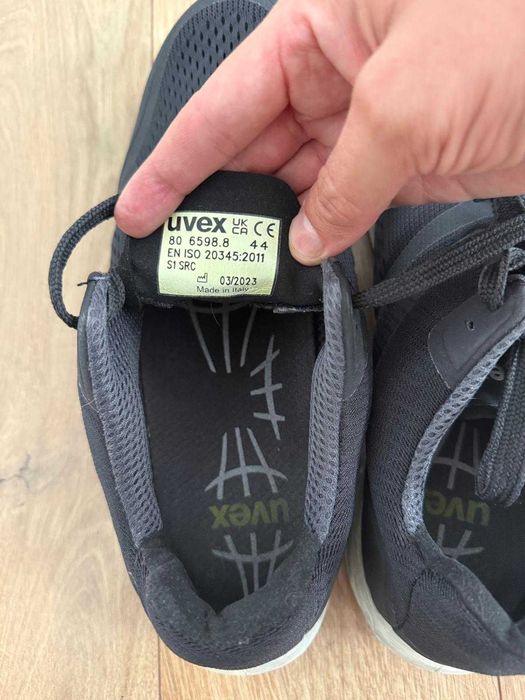 uvex UK CA CE
80 6598.8 44
EN ISO 20345:2011
S1 SRC
03/2023
Made in Italy
uvex
uvex